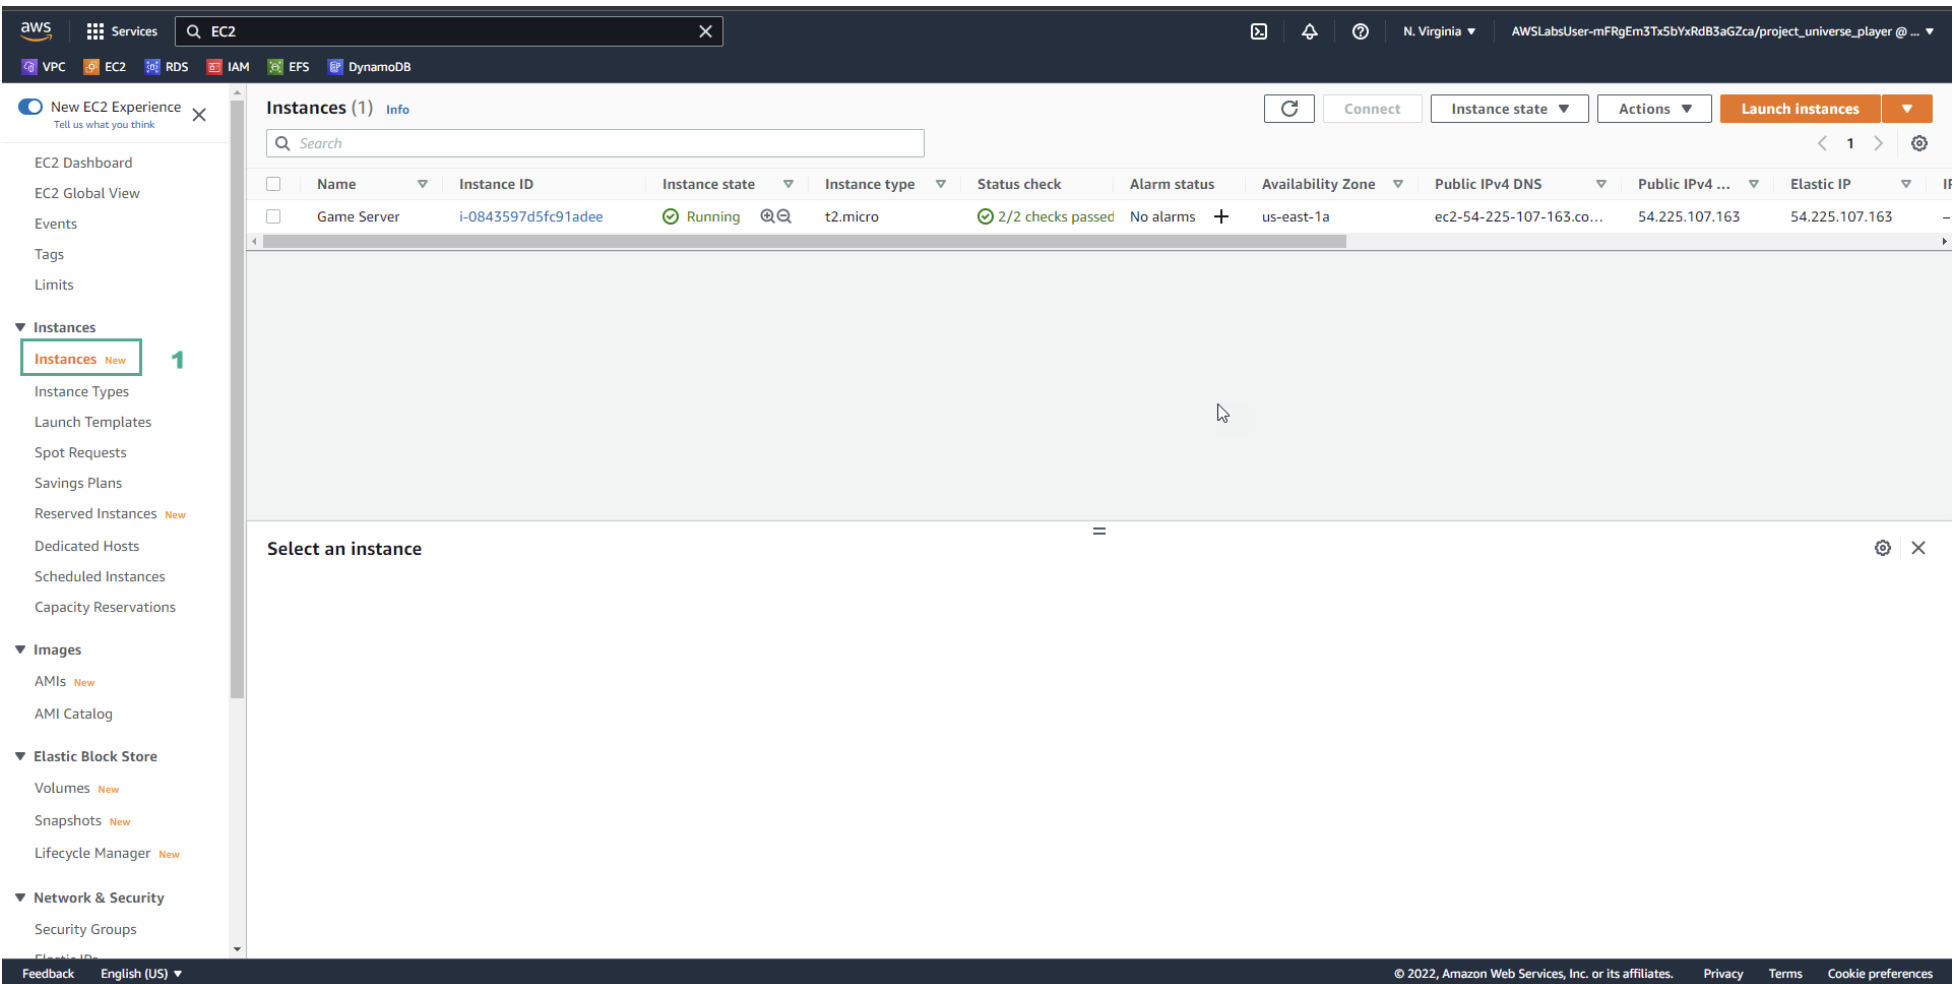 aws Services EC2 N. Virginia ▼ AWSLabsUser-mFRgEm3Tx5bYxRdB3aGZca/project_universe_player @ ... ▼
VPC EC2 RDS IAM EFS DynamoDB
New EC2 Experience
Tell us what you think
EC2 Dashboard
EC2 Global View
Events
Tags
Limits
Instances
Instances New 1
Instance Types
Launch Templates
Spot Requests
Savings Plans
Reserved Instances New
Dedicated Hosts
Scheduled Instances
Capacity Reservations
Images
AMIs New
AMI Catalog
Elastic Block Store
Volumes New
Snapshots New
Lifecycle Manager New
Network & Security
Security Groups
Elastic IPs
Instances (1) Info Connect Instance state ▼ Actions ▼ Launch instances ▼
Search < 1 >
Name Instance ID Instance state Instance type Status check Alarm status Availability Zone Public IPv4 DNS Public IPv4 ... Elastic IP
Game Server i-0843597d5fc91adee Running t2.micro 2/2 checks passed No alarms + us-east-1a ec2-54-225-107-163.co... 54.225.107.163 54.225.107.163 –
Select an instance
Feedback English (US) ▼ © 2022, Amazon Web Services, Inc. or its affiliates. Privacy Terms Cookie preferences